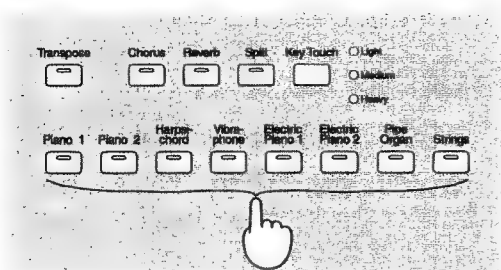 Transpose Chorus Reverb Split Key Touch Light
Medium
Heavy
Piano 1 Piano 2 Harpsi-
chord Vibra-
phone Electric
Piano 1 Electric
Piano 2 Pipe
Organ Strings